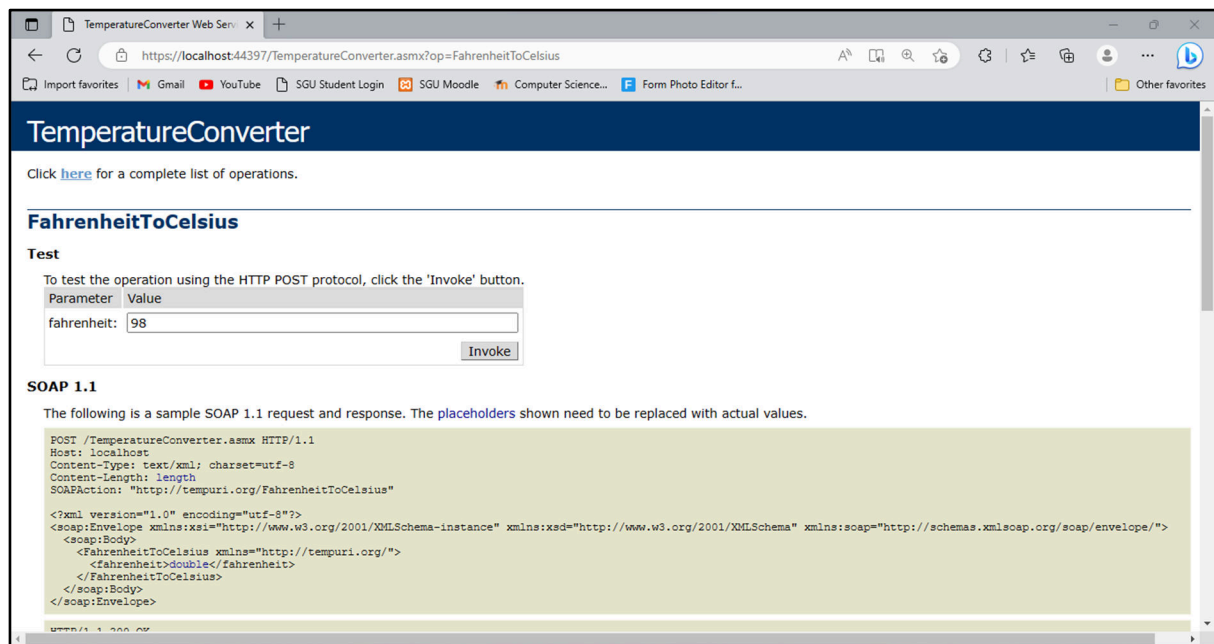 TemperatureConverter Web Serv
https://localhost:44397/TemperatureConverter.asmx?op=FahrenheitToCelsius
Import favorites Gmail YouTube SGU Student Login SGU Moodle Computer Science... Form Photo Editor f... Other favorites
TemperatureConverter
Click here for a complete list of operations.
FahrenheitToCelsius
Test
To test the operation using the HTTP POST protocol, click the 'Invoke' button.
Parameter Value
fahrenheit: 98
Invoke
SOAP 1.1
The following is a sample SOAP 1.1 request and response. The placeholders shown need to be replaced with actual values.
POST /TemperatureConverter.asmx HTTP/1.1
Host: localhost
Content-Type: text/xml; charset=utf-8
Content-Length: length
SOAPAction: "http://tempuri.org/FahrenheitToCelsius"
<?xml version="1.0" encoding="utf-8"?>
<soap:Envelope xmlns:xsi="http://www.w3.org/2001/XMLSchema-instance" xmlns:xsd="http://www.w3.org/2001/XMLSchema" xmlns:soap="http://schemas.xmlsoap.org/soap/envelope/">
<soap:Body>
<FahrenheitToCelsius xmlns="http://tempuri.org/">
<fahrenheit>double</fahrenheit>
</FahrenheitToCelsius>
</soap:Body>
</soap:Envelope>
HTTP/1.1 200 OK